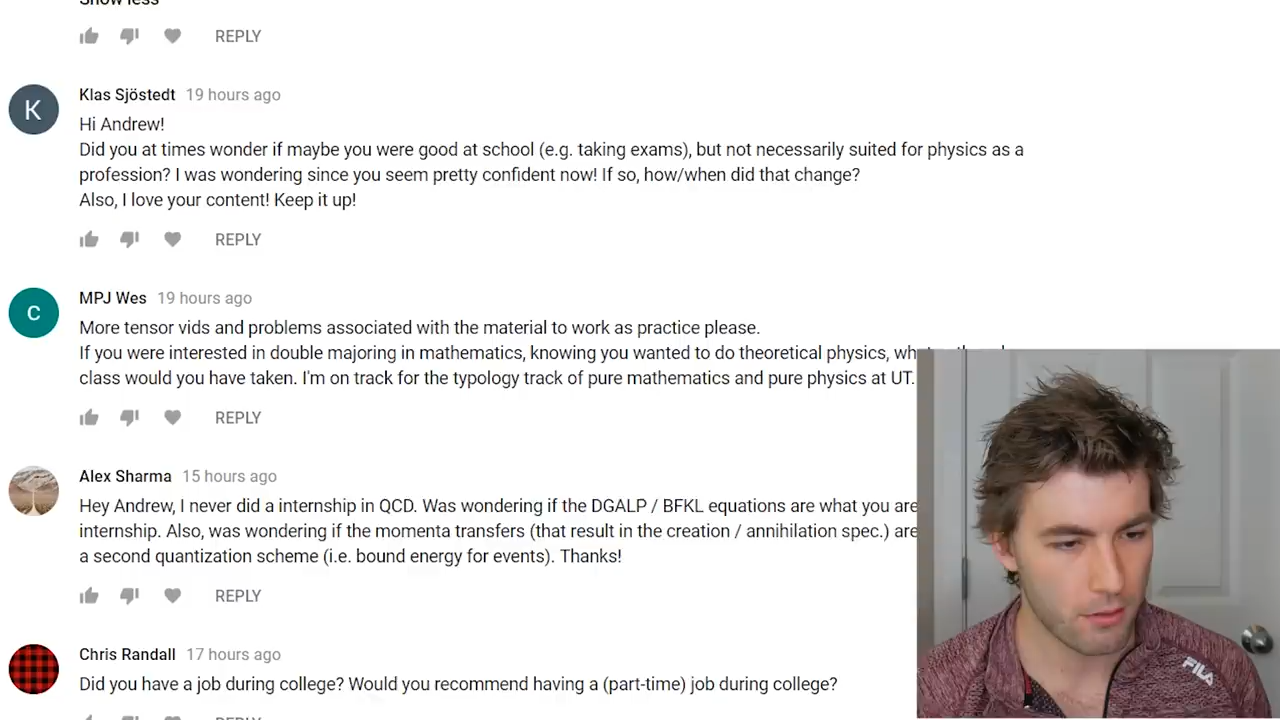 Show less
REPLY
K
Klas Sjöstedt 19 hours ago
Hi Andrew!
Did you at times wonder if maybe you were good at school (e.g. taking exams), but not necessarily suited for physics as a
profession? I was wondering since you seem pretty confident now! If so, how/when did that change?
Also, I love your content! Keep it up!
REPLY
C
MPJ Wes 19 hours ago
More tensor vids and problems associated with the material to work as practice please.
If you were interested in double majoring in mathematics, knowing you wanted to do theoretical physics,
class would you have taken. I'm on track for the typology track of pure mathematics and pure physics at UT.
REPLY
Alex Sharma 15 hours ago
Hey Andrew, I never did a internship in QCD. Was wondering if the DGALP / BFKL equations are what you are
internship. Also, was wondering if the momenta transfers (that result in the creation / annihilation spec.) are
a second quantization scheme (i.e. bound energy for events). Thanks!
REPLY
Chris Randall 17 hours ago
Did you have a job during college? Would you recommend having a (part-time) job during college?
REPLY
FILA